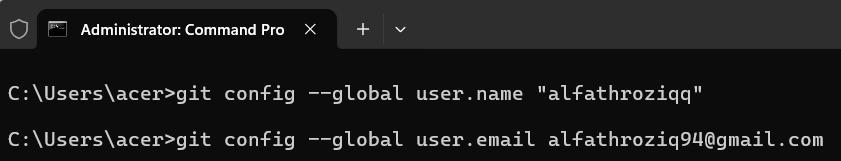 Administrator: Command Pro
C:\Users\acer>git config --global user.name "alfathroziqq"
C:\Users\acer>git config --global user.email alfathroziq94@gmail.com